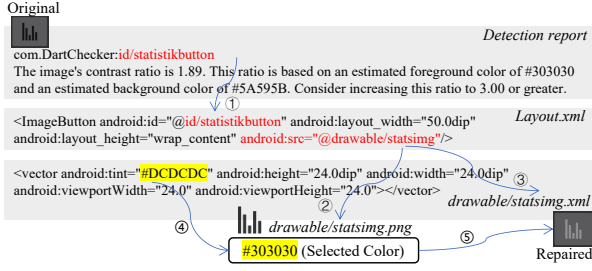 Original
Detection report
com.DartChecker:id/statistikbutton
The image's contrast ratio is 1.89. This ratio is based on an estimated foreground color of #303030
and an estimated background color of #5A595B. Consider increasing this ratio to 3.00 or greater.
①
Layout.xml
<ImageButton android:id="@id/statistikbutton" android:layout_width="50.0dip"
android:layout_height="wrap_content" android:src="@drawable/statsimg"/>
<vector android:tint="#DCDCDC" android:height="24.0dip" android:width="24.0dip"
android:viewportWidth="24.0" android:viewportHeight="24.0"></vector>
③
drawable/statsimg.xml
②
drawable/statsimg.png
④
#303030 (Selected Color)
⑤
Repaired